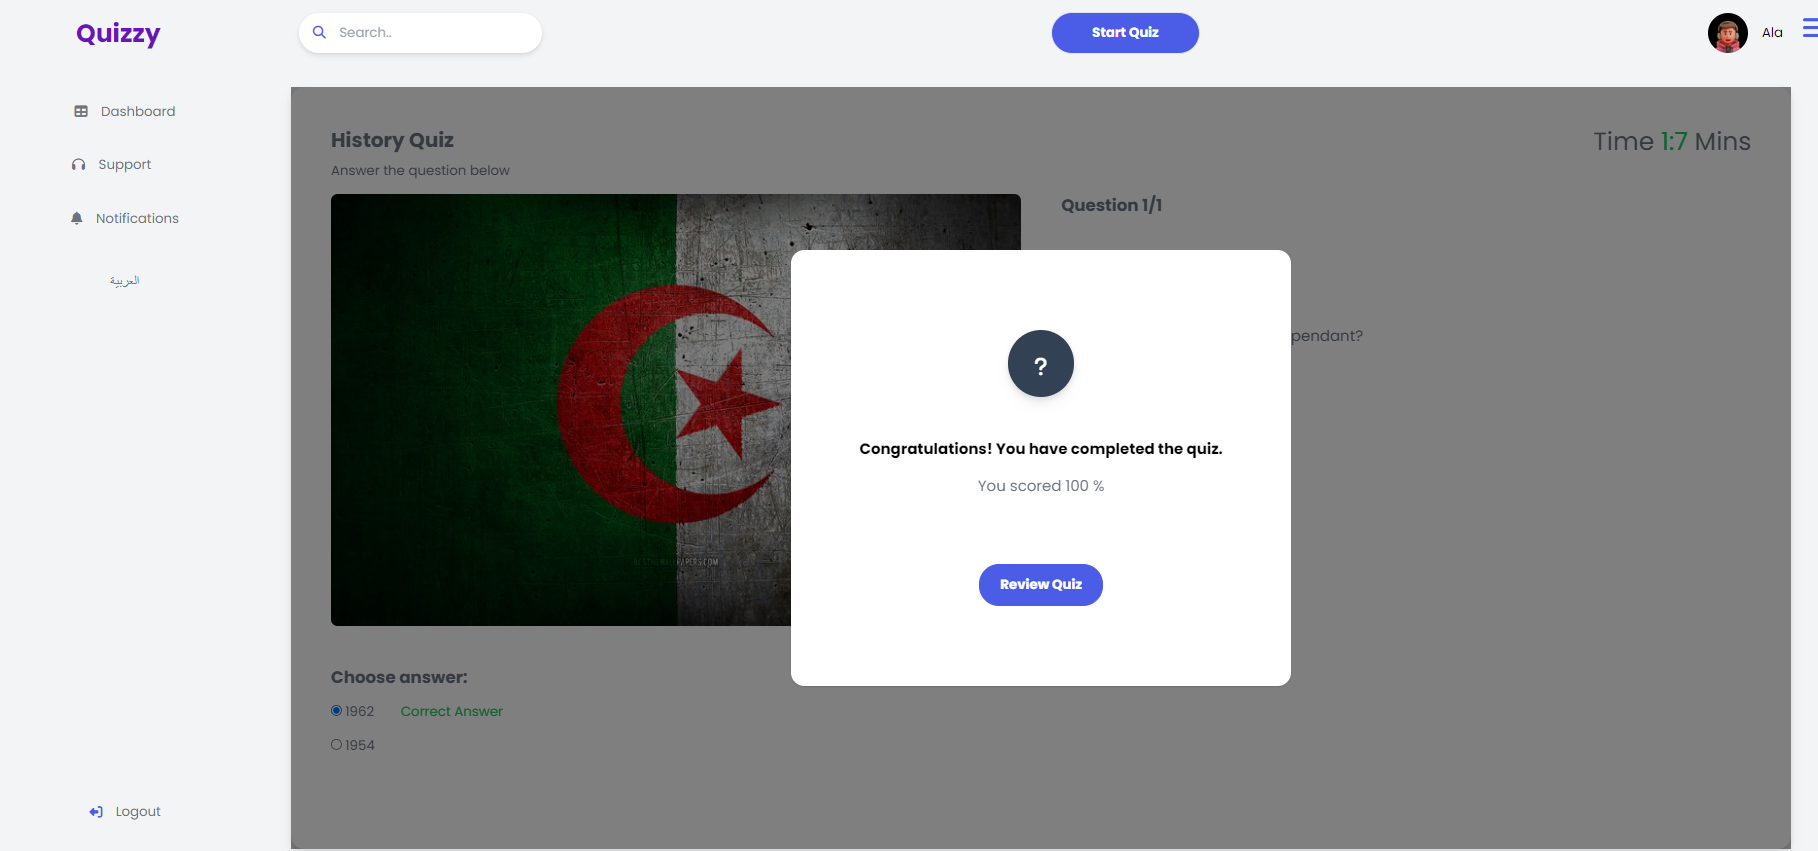 Quizzy
Search..
Start Quiz
Ala
Dashboard
Support
Notifications
العربية
Logout
History Quiz
Answer the question below
Time 1:7 Mins
Question 1/1
pendant?
BESTHQWALLPAPERS.COM
Choose answer:
1962 Correct Answer
1954
?
Congratulations! You have completed the quiz.
You scored 100 %
Review Quiz